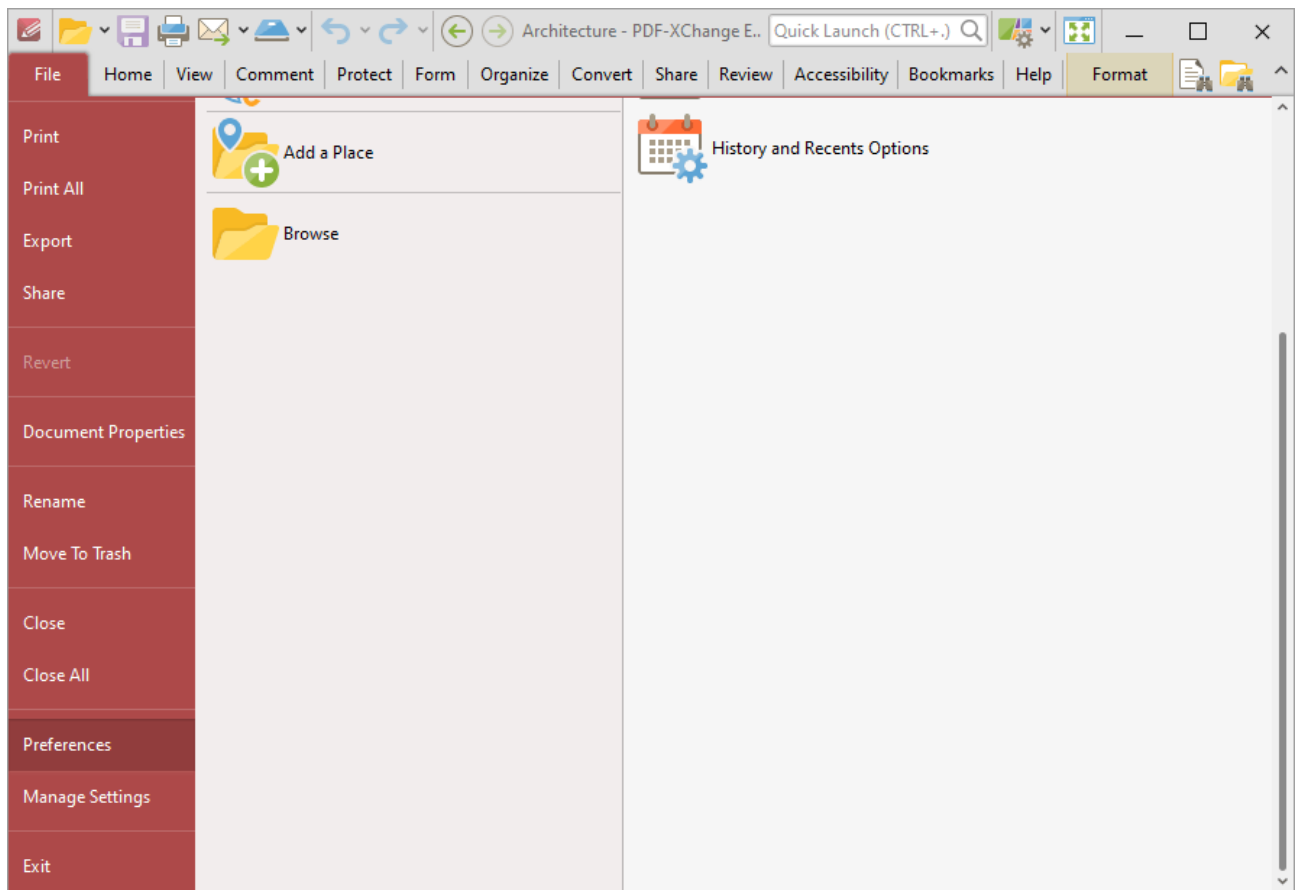 Architecture - PDF-XChange E..
Quick Launch (CTRL+.)
File Home View Comment Protect Form Organize Convert Share Review Accessibility Bookmarks Help Format
Print
Print All
Export
Share
Revert
Document Properties
Rename
Move To Trash
Close
Close All
Preferences
Manage Settings
Exit
Add a Place
Browse
History and Recents Options